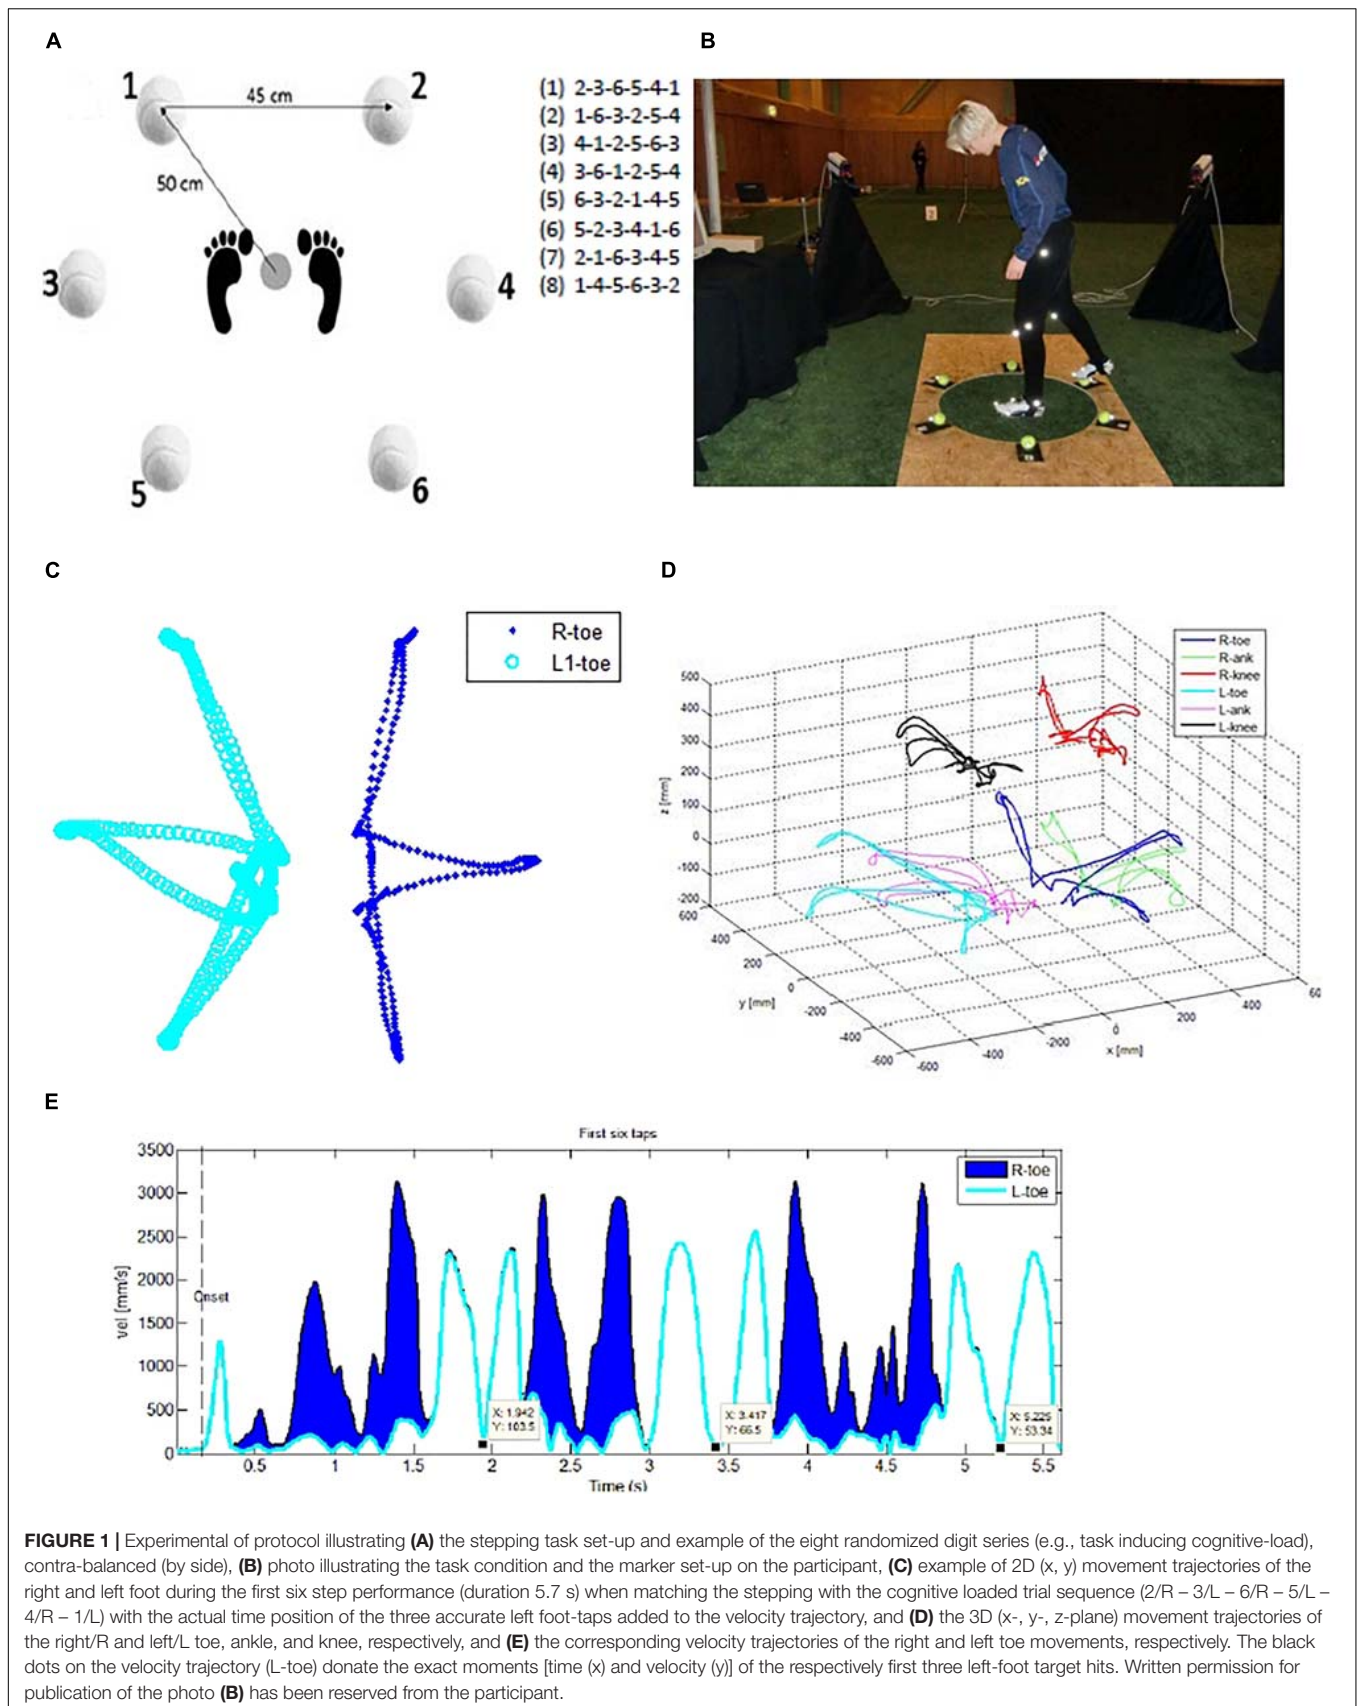 A
1
2
45 cm
50 cm
3
4
5
6
(1) 2-3-6-5-4-1
(2) 1-6-3-2-5-4
(3) 4-1-2-5-6-3
(4) 3-6-1-2-5-4
(5) 6-3-2-1-4-5
(6) 5-2-3-4-1-6
(7) 2-1-6-3-4-5
(8) 1-4-5-6-3-2
B
C
R-toe
L1-toe
D
R-toe
R-ank
R-knee
L-toe
L-ank
L-knee
z [mm]
500
400
300
200
100
0
-100
-200
y [mm]
600
400
200
0
-200
-400
-600
x [mm]
-600
-400
-200
0
200
400
60
E
First six taps
vel [mm/s]
3500
3000
2500
2000
1500
1000
500
0
Onset
R-toe
L-toe
X: 1.942
Y: 103.5
X: 3.417
Y: 66.5
X: 5.225
Y: 53.34
0.5 1 1.5 2 2.5 3 3.5 4 4.5 5 5.5
Time (s)
FIGURE 1 | Experimental of protocol illustrating (A) the stepping task set-up and example of the eight randomized digit series (e.g., task inducing cognitive-load),
contra-balanced (by side), (B) photo illustrating the task condition and the marker set-up on the participant, (C) example of 2D (x, y) movement trajectories of the
right and left foot during the first six step performance (duration 5.7 s) when matching the stepping with the cognitive loaded trial sequence (2/R – 3/L – 6/R – 5/L –
4/R – 1/L) with the actual time position of the three accurate left foot-taps added to the velocity trajectory, and (D) the 3D (x-, y-, z-plane) movement trajectories of
the right/R and left/L toe, ankle, and knee, respectively, and (E) the corresponding velocity trajectories of the right and left toe movements, respectively. The black
dots on the velocity trajectory (L-toe) donate the exact moments [time (x) and velocity (y)] of the respectively first three left-foot target hits. Written permission for
publication of the photo (B) has been reserved from the participant.